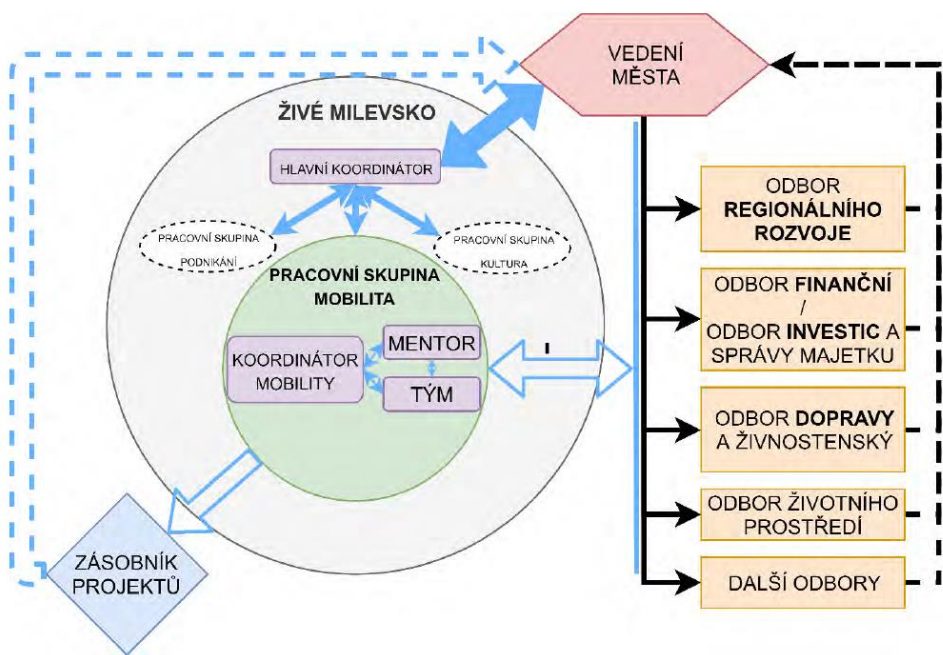 VEDENÍ
MĚSTA
ŽIVÉ MILEVSKO
HLAVNÍ KOORDINÁTOR
PRACOVNÍ SKUPINA
PODNIKÁNÍ
PRACOVNÍ SKUPINA
KULTURA
PRACOVNÍ SKUPINA
MOBILITA
KOORDINÁTOR
MOBILITY
MENTOR
TÝM
ZÁSOBNÍK
PROJEKTŮ
ODBOR
REGIONÁLNÍHO
ROZVOJE
ODBOR FINANČNÍ
/
ODBOR INVESTIC A
SPRÁVY MAJETKU
ODBOR DOPRAVY
A ŽIVNOSTENSKÝ
ODBOR ŽIVOTNÍHO
PROSTŘEDÍ
DALŠÍ ODBORY